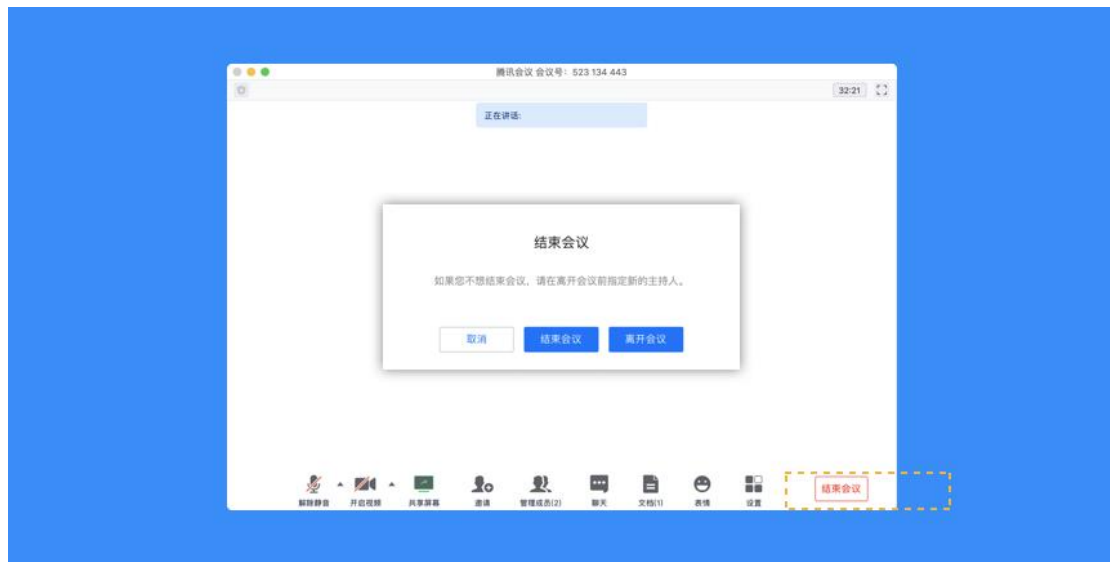 腾讯会议 会议号：523 134 443
32:21
正在讲话:
结束会议
如果您不想结束会议，请在离开会议前指定新的主持人。
取消 结束会议 离开会议
解除静音 开启视频 共享屏幕 邀请 管理成员(2) 聊天 文档(1) 表情 设置 结束会议